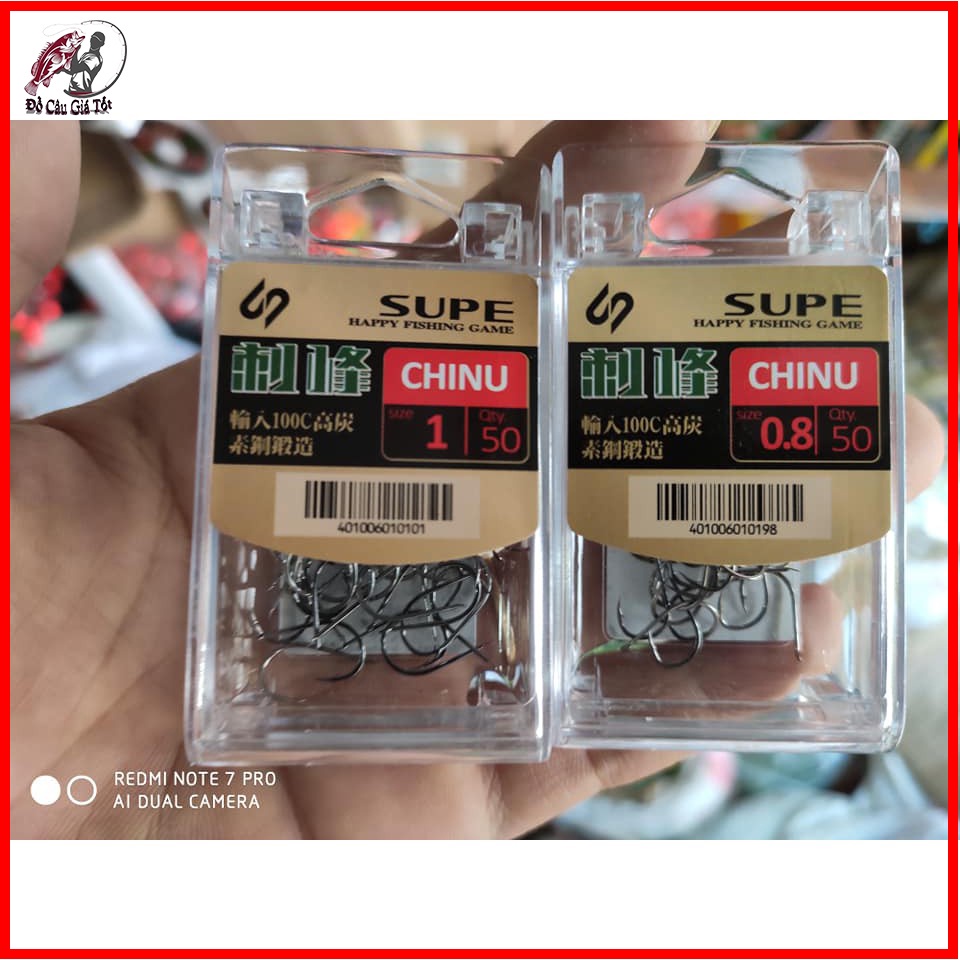 Đồ Câu Giá Tốt
SUPE
HAPPY FISHING GAME
刺峰
CHINU
size 1
Qty. 50
輸入100C高炭
素鋼鍛造
401006010101
SUPE
HAPPY FISHING GAME
刺峰
CHINU
size 0.8
Qty. 50
輸入100C高炭
素鋼鍛造
401006010198
REDMI NOTE 7 PRO
AI DUAL CAMERA